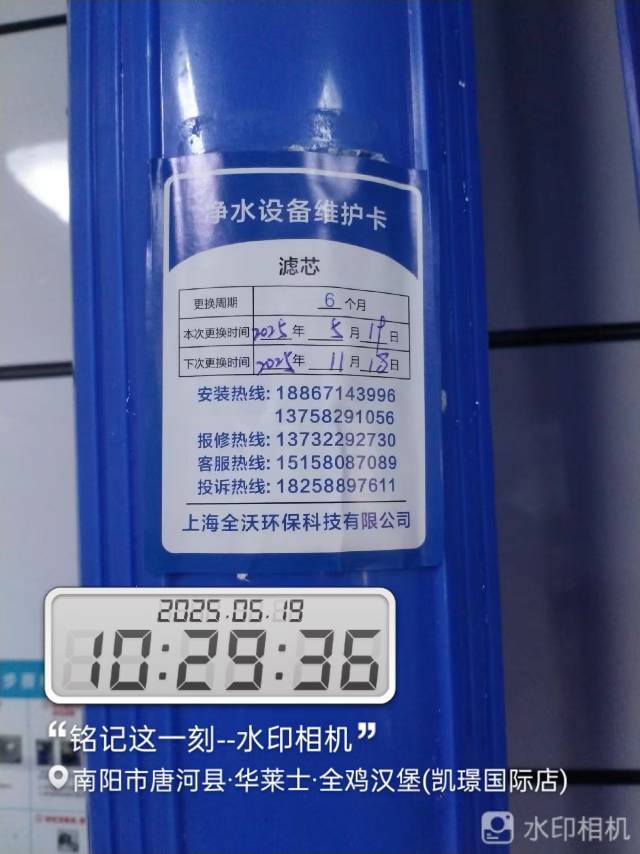 净水设备维护卡
滤芯
更换周期 6 个月
本次更换时间 2025 年 5 月 19 日
下次更换时间 2025 年 11 月 18 日
安装热线: 18867143996
13758291056
报修热线: 13732292730
客服热线: 15158087089
投诉热线: 18258897611
上海全沃环保科技有限公司
2025.05.19
10:29:36
“铭记这一刻--水印相机”
南阳市唐河县·华莱士·全鸡汉堡(凯璟国际店)
水印相机